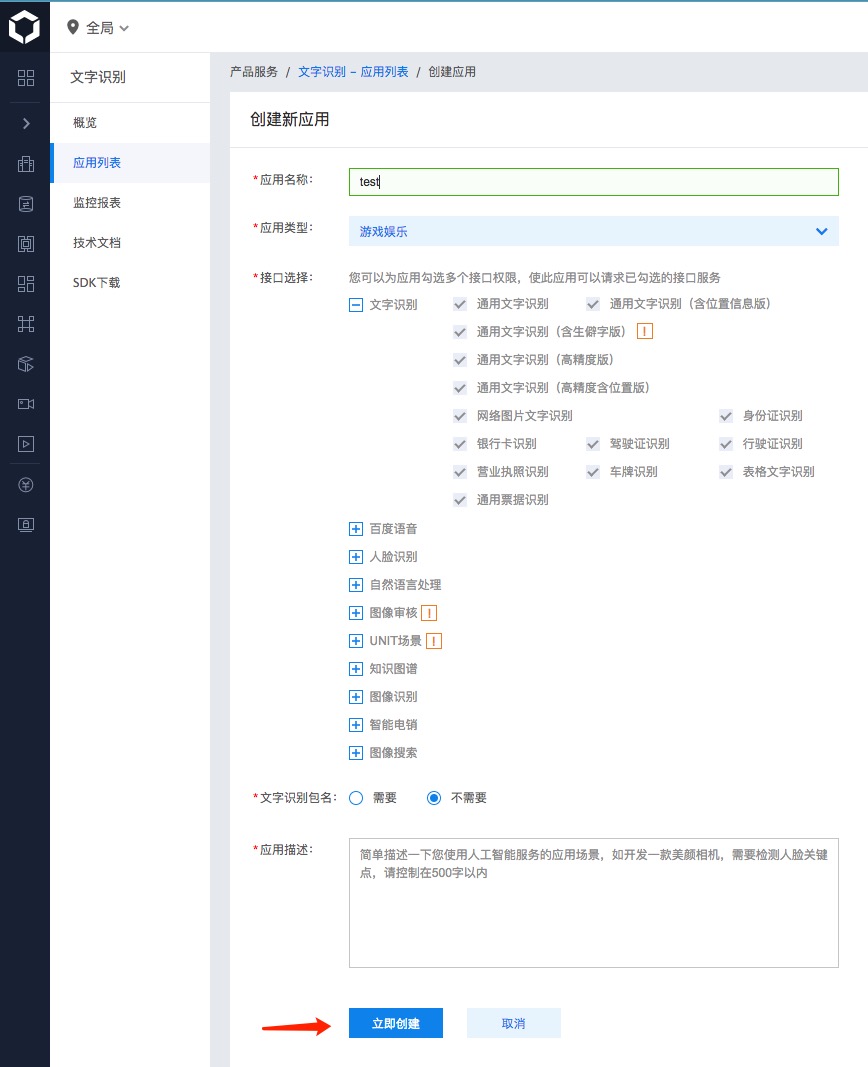 全局
文字识别
概览
应用列表
监控报表
技术文档
SDK下载
产品服务 / 文字识别 - 应用列表 / 创建应用
创建新应用
*应用名称: test
*应用类型: 游戏娱乐
*接口选择: 您可以为应用勾选多个接口权限，使此应用可以请求已勾选的接口服务
文字识别 通用文字识别 通用文字识别（含位置信息版）
通用文字识别（含生僻字版） !
通用文字识别（高精度版）
通用文字识别（高精度含位置版）
网络图片文字识别 身份证识别
银行卡识别 驾驶证识别 行驶证识别
营业执照识别 车牌识别 表格文字识别
通用票据识别
百度语音
人脸识别
自然语言处理
图像审核 !
UNIT场景 !
知识图谱
图像识别
智能电销
图像搜索
*文字识别包名: 需要 不需要
*应用描述: 简单描述一下您使用人工智能服务的应用场景，如开发一款美颜相机，需要检测人脸关键
点，请控制在500字以内
立即创建 取消